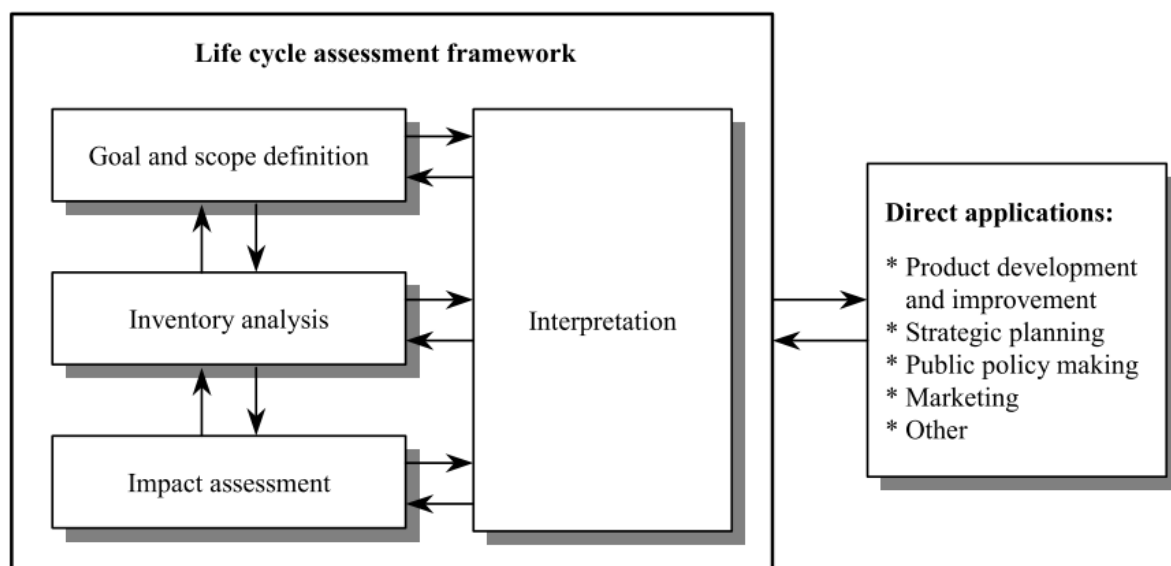 Life cycle assessment framework
Goal and scope definition
Inventory analysis
Impact assessment
Interpretation
Direct applications:
* Product development
and improvement
* Strategic planning
* Public policy making
* Marketing
* Other